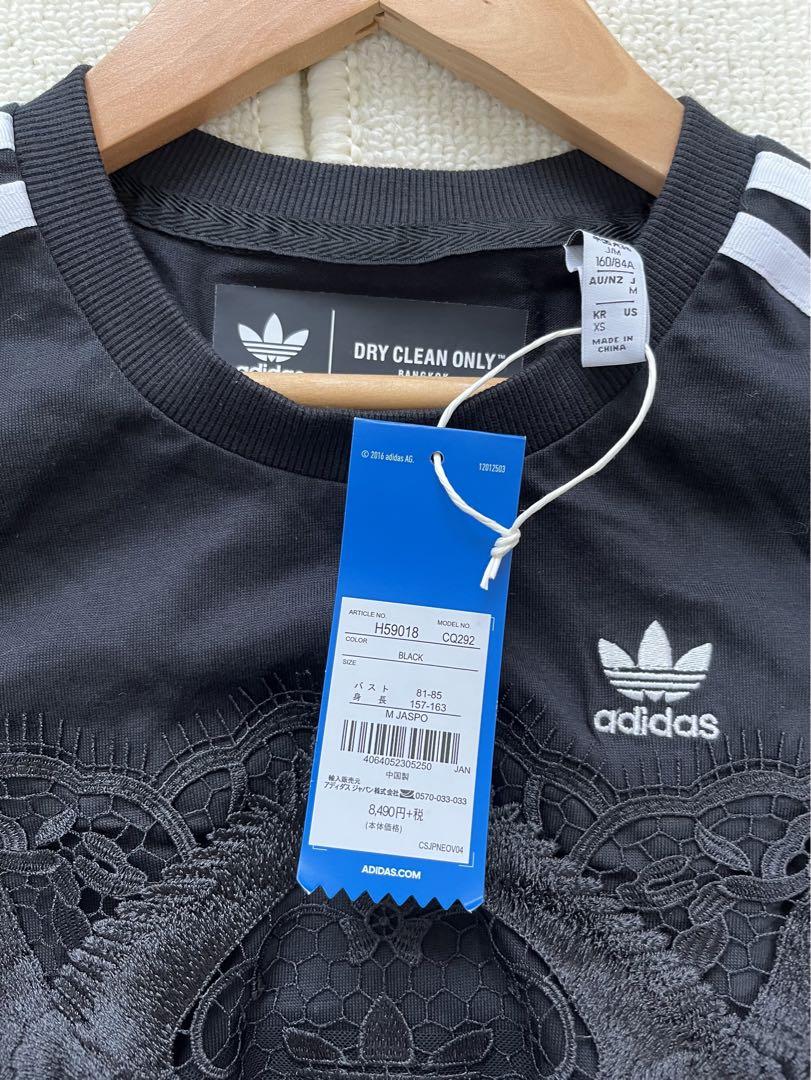 J/M
160/84A
AU/NZ
J
M
KR
US
XS
MADE IN
CHINA
adidas
DRY CLEAN ONLY™
BANGKOK
© 2016 adidas AG.
12012503
ARTICLE NO.
H59018
MODEL NO.
CQ292
COLOR
BLACK
SIZE
バスト 81-85
身長 157-163
M JASPO
4064052305250 JAN
中国製
輸入販売元
アディダス ジャパン株式会社 0570-033-033
8,490円+税
(本体価格)
CSJPNEOV04
ADIDAS.COM
adidas